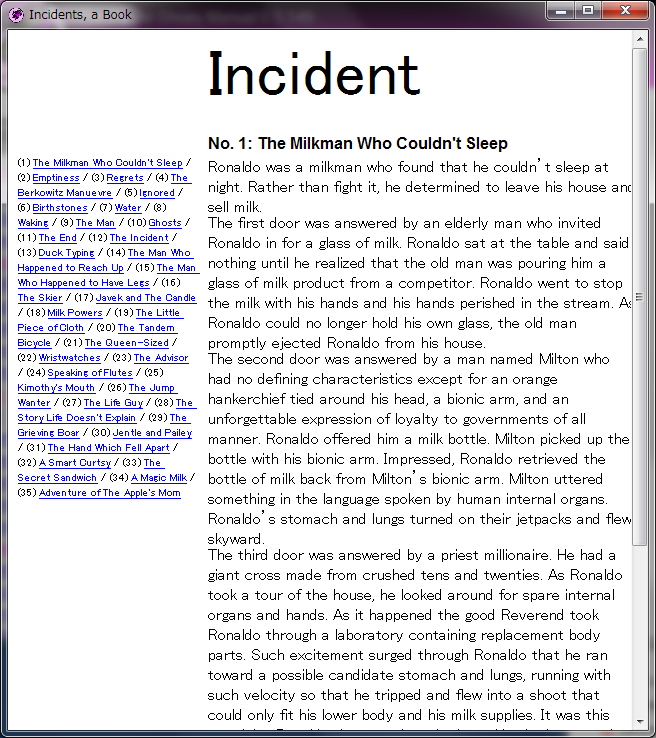 Incidents, a Book
Incident
(1) The Milkman Who Couldn't Sleep /
(2) Emptiness / (3) Regrets / (4) The
Berkowitz Manuevre / (5) Ignored /
(6) Birthstones / (7) Water / (8)
Waking / (9) The Man / (10) Ghosts /
(11) The End / (12) The Incident /
(13) Duck Typing / (14) The Man Who
Happened to Reach Up / (15) The Man
Who Happened to Have Legs / (16)
The Skier / (17) Javek and The Candle
/ (18) Milk Powers / (19) The Little
Piece of Cloth / (20) The Tandem
Bicycle / (21) The Queen-Sized /
(22) Wristwatches / (23) The Advisor
/ (24) Speaking of Flutes / (25)
Kimothy's Mouth / (26) The Jump
Wanter / (27) The Life Guy / (28) The
Story Life Doesn't Explain / (29) The
Grieving Boar / (30) Jentle and Pailey
/ (31) The Hand Which Fell Apart /
(32) A Smart Curtsy / (33) The
Secret Sandwich / (34) A Magic Milk /
(35) Adventure of The Apple's Mom
No. 1: The Milkman Who Couldn't Sleep
Ronaldo was a milkman who found that he couldn’t sleep at
night. Rather than fight it, he determined to leave his house and
sell milk.
The first door was answered by an elderly man who invited
Ronaldo in for a glass of milk. Ronaldo sat at the table and said
nothing until he realized that the old man was pouring him a
glass of milk product from a competitor. Ronaldo went to stop
the milk with his hands and his hands perished in the stream. As
Ronaldo could no longer hold his own glass, the old man
promptly ejected Ronaldo from his house.
The second door was answered by a man named Milton who
had no defining characteristics except for an orange
hankerchief tied around his head, a bionic arm, and an
unforgettable expression of loyalty to governments of all
manner. Ronaldo offered him a milk bottle. Milton picked up the
bottle with his bionic arm. Impressed, Ronaldo retrieved the
bottle of milk back from Milton’s bionic arm. Milton uttered
something in the language spoken by human internal organs.
Ronaldo’s stomach and lungs turned on their jetpacks and flew
skyward.
The third door was answered by a priest millionaire. He had a
giant cross made from crushed tens and twenties. As Ronaldo
took a tour of the house, he looked around for spare internal
organs and hands. As it happened the good Reverend took
Ronaldo through a laboratory containing replacement body
parts. Such excitement surged through Ronaldo that he ran
toward a possible candidate stomach and lungs, running with
such velocity so that he tripped and flew into a shoot that
could only fit his lower body and his milk supplies. It was this